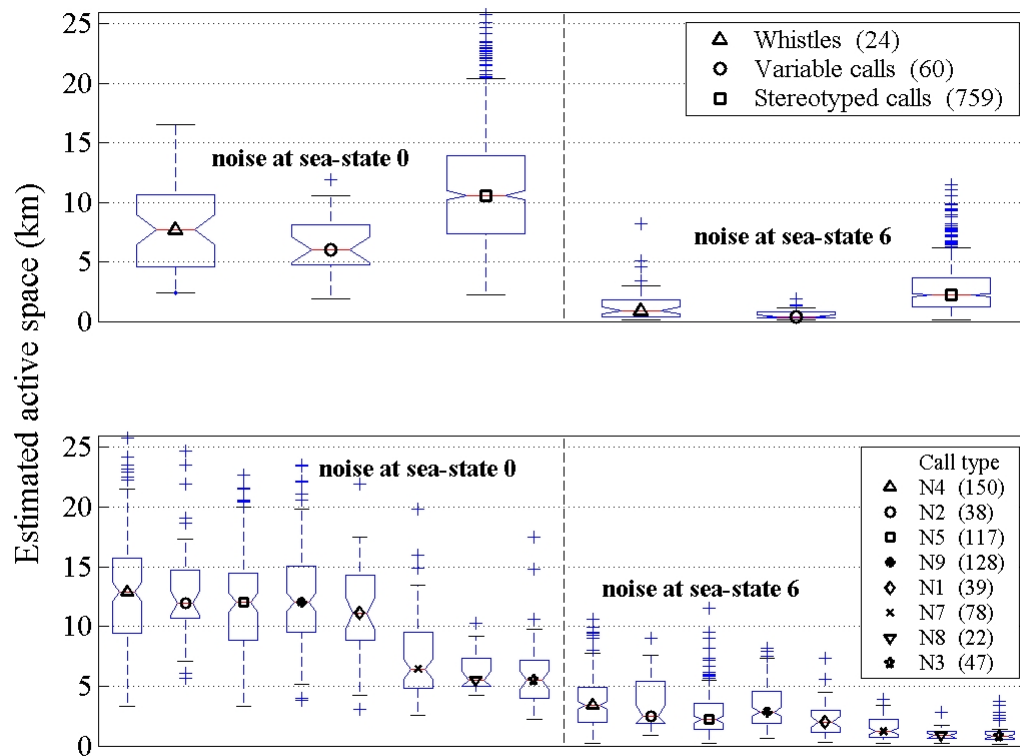 Estimated active space (km)
25
20
15
10
5
0
noise at sea-state 0
noise at sea-state 6
Whistles (24)
Variable calls (60)
Stereotyped calls (759)
25
20
15
10
5
0
noise at sea-state 0
noise at sea-state 6
Call type
N4 (150)
N2 (38)
N5 (117)
N9 (128)
N1 (39)
N7 (78)
N8 (22)
N3 (47)